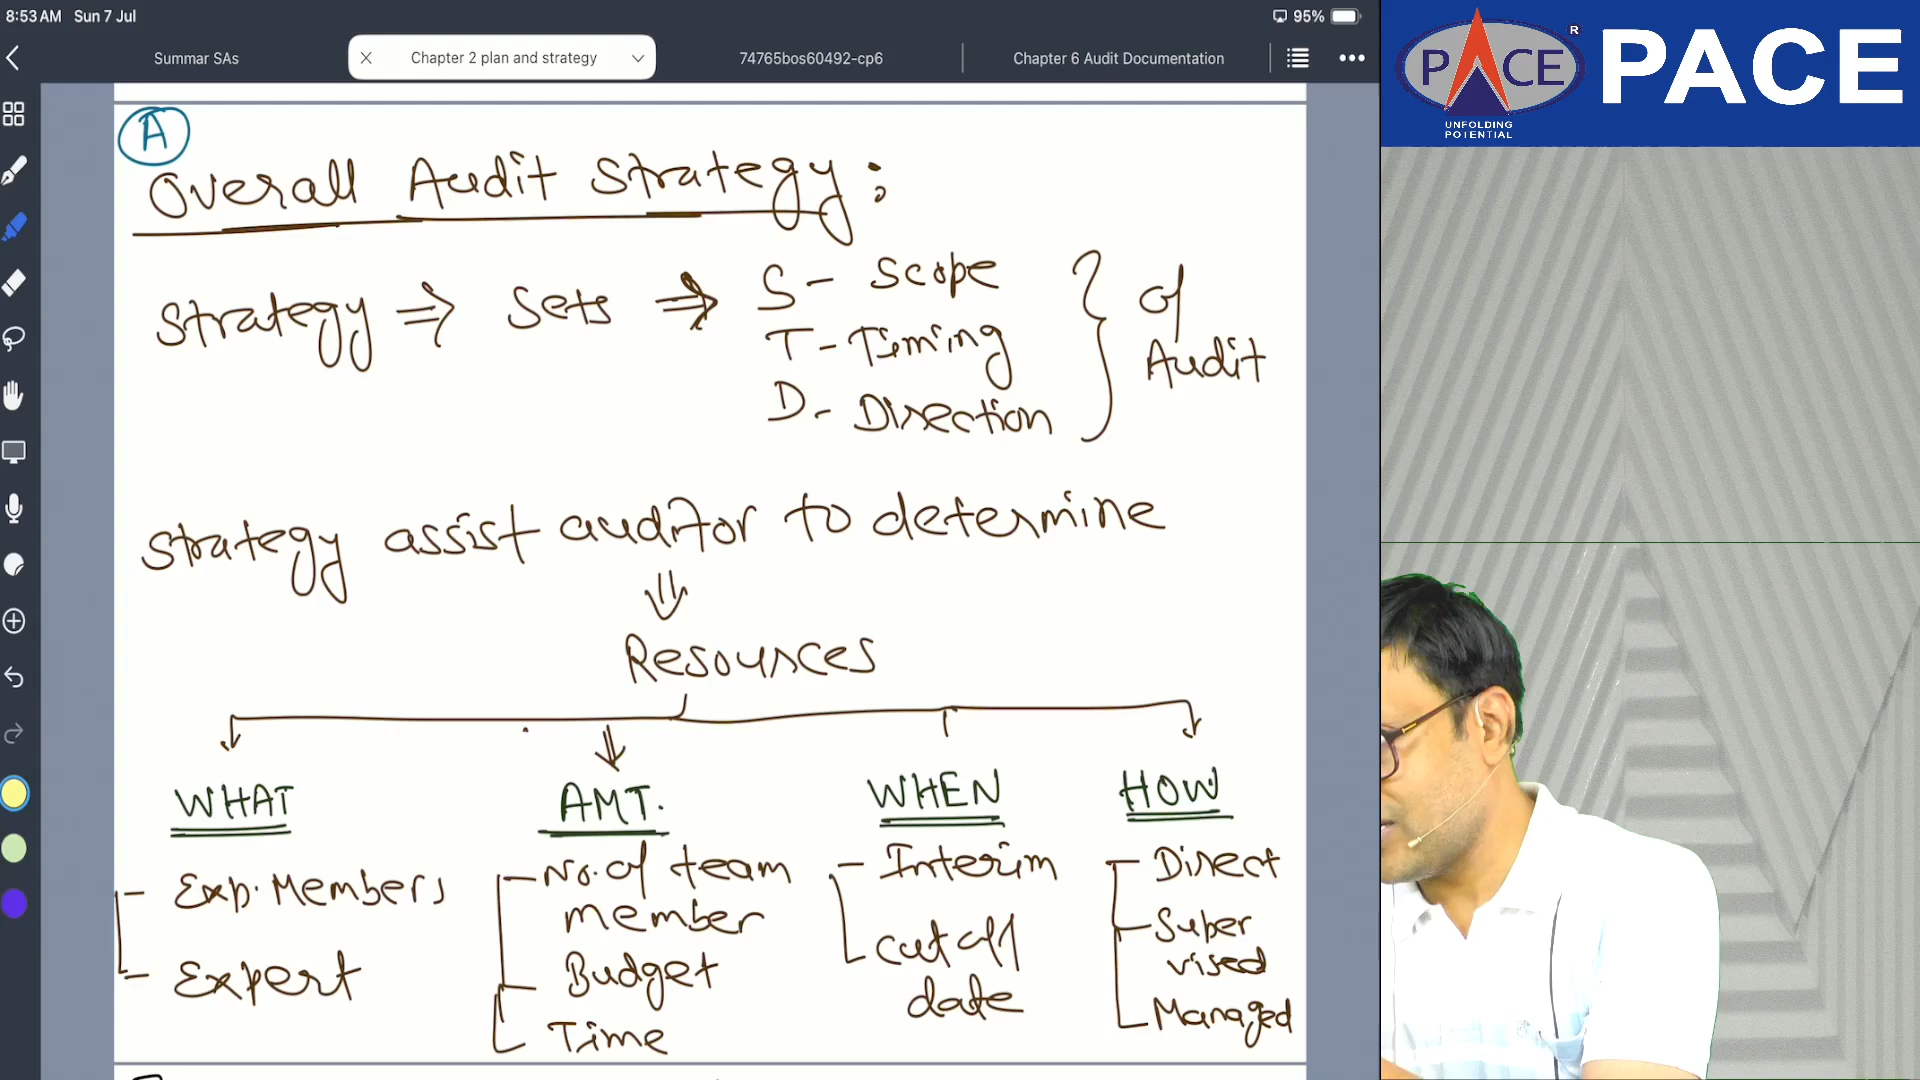 8:53 AM Sun 7 Jul
95%
Summar SAs
Chapter 2 plan and strategy
74765bos60492-cp6
Chapter 6 Audit Documentation
PACE
®
UNFOLDING
POTENTIAL
PACE
A
Overall Audit Strategy :
Strategy ⇒ Sets ⇒ S - Scope
T - Timing
D - Direction
} of
Audit
Strategy assist auditor to determine
⇓
Resources
WHAT
Exp. Members
Expert
AMT.
No. of team
member
Budget
Time
WHEN
Interim
Cut off
date
HOW
Direct
Super
vised
Managed